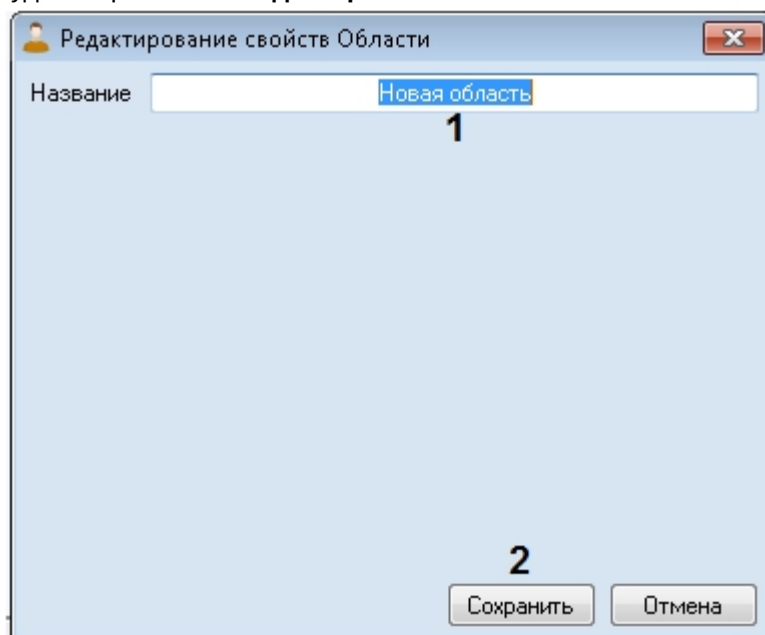 Редактирование свойств Области
Название Новая область
1
2
Сохранить Отмена